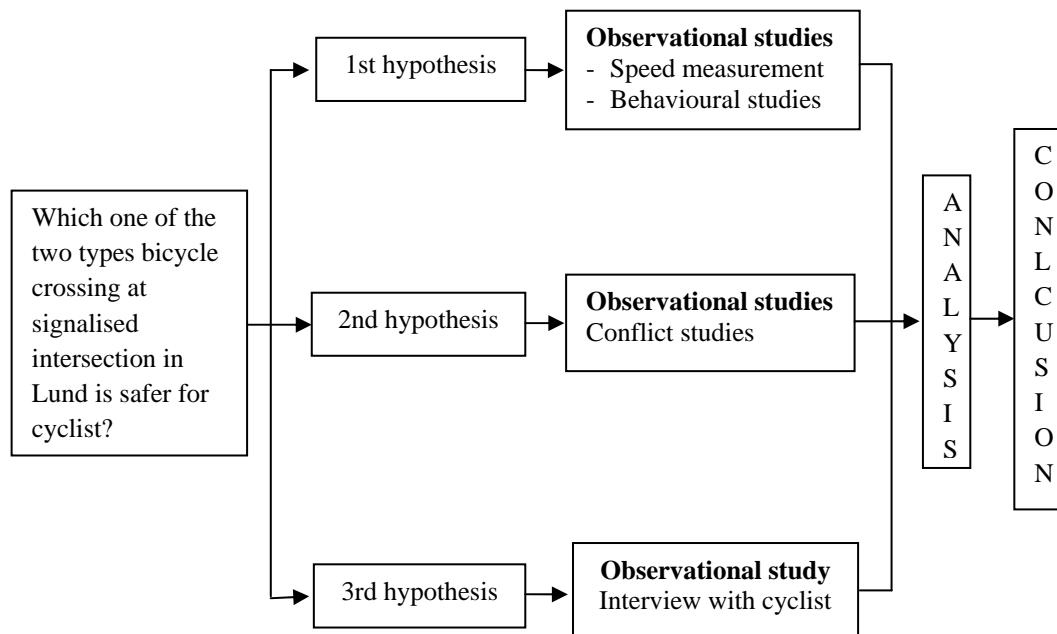 Which one of the
two types bicycle
crossing at
signalised
intersection in
Lund is safer for
cyclist?
1st hypothesis
Observational studies
- Speed measurement
- Behavioural studies
2nd hypothesis
Observational studies
Conflict studies
3rd hypothesis
Observational study
Interview with cyclist
A
N
A
L
Y
S
I
S
C
O
N
L
C
U
S
I
O
N